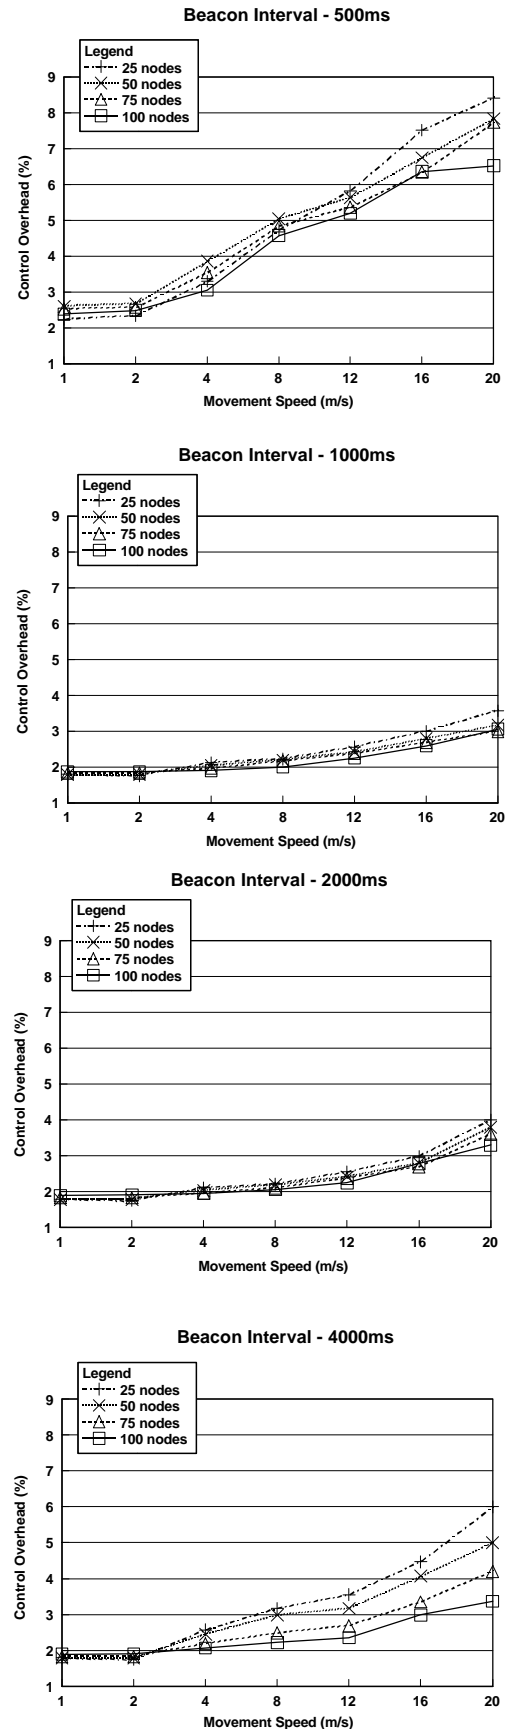 Beacon Interval - 500ms
Legend
25 nodes
50 nodes
75 nodes
100 nodes
9
8
7
6
5
4
3
2
1
Control Overhead (%)
1 2 4 8 12 16 20
Movement Speed (m/s)
Beacon Interval - 1000ms
Legend
25 nodes
50 nodes
75 nodes
100 nodes
9
8
7
6
5
4
3
2
1
Control Overhead (%)
1 2 4 8 12 16 20
Movement Speed (m/s)
Beacon Interval - 2000ms
Legend
25 nodes
50 nodes
75 nodes
100 nodes
9
8
7
6
5
4
3
2
1
Control Overhead (%)
1 2 4 8 12 16 20
Movement Speed (m/s)
Beacon Interval - 4000ms
Legend
25 nodes
50 nodes
75 nodes
100 nodes
9
8
7
6
5
4
3
2
1
Control Overhead (%)
1 2 4 8 12 16 20
Movement Speed (m/s)